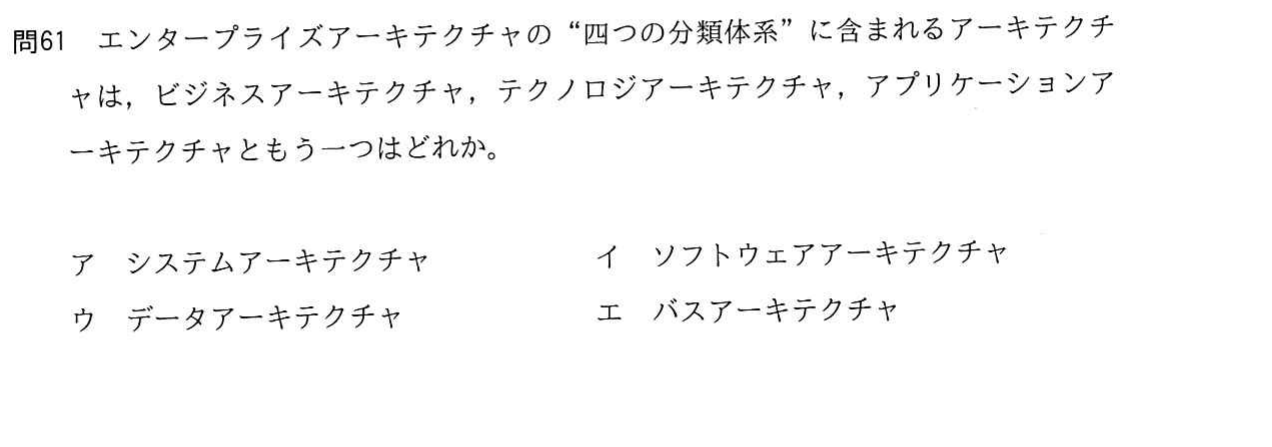 問61 エンタープライズアーキテクチャの“四つの分類体系”に含まれるアーキテクチ
ャは，ビジネスアーキテクチャ，テクノロジアーキテクチャ，アプリケーションア
ーキテクチャともう一つはどれか。
ア システムアーキテクチャ イ ソフトウェアアーキテクチャ
ウ データアーキテクチャ エ バスアーキテクチャ